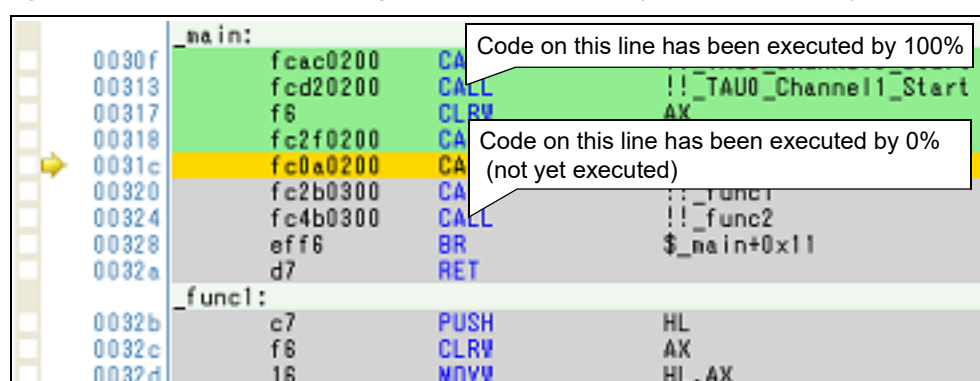 _main:
Code on this line has been executed by 100%
0030f fcac0200 CA
00313 fcd20200 CALL !!_TAU0_Channel1_Start
00317 f6 CLRW AX
Code on this line has been executed by 0%
(not yet executed)
00318 fc2f0200 CA
0031c fc0a0200 CA
00320 fc2b0300 CA !!_func1
00324 fc4b0300 CALL !!_func2
00328 eff6 BR $_main+0x11
0032a d7 RET
_func1:
0032b c7 PUSH HL
0032c f6 CLRW AX
0032d 16 MOVW HL,AX